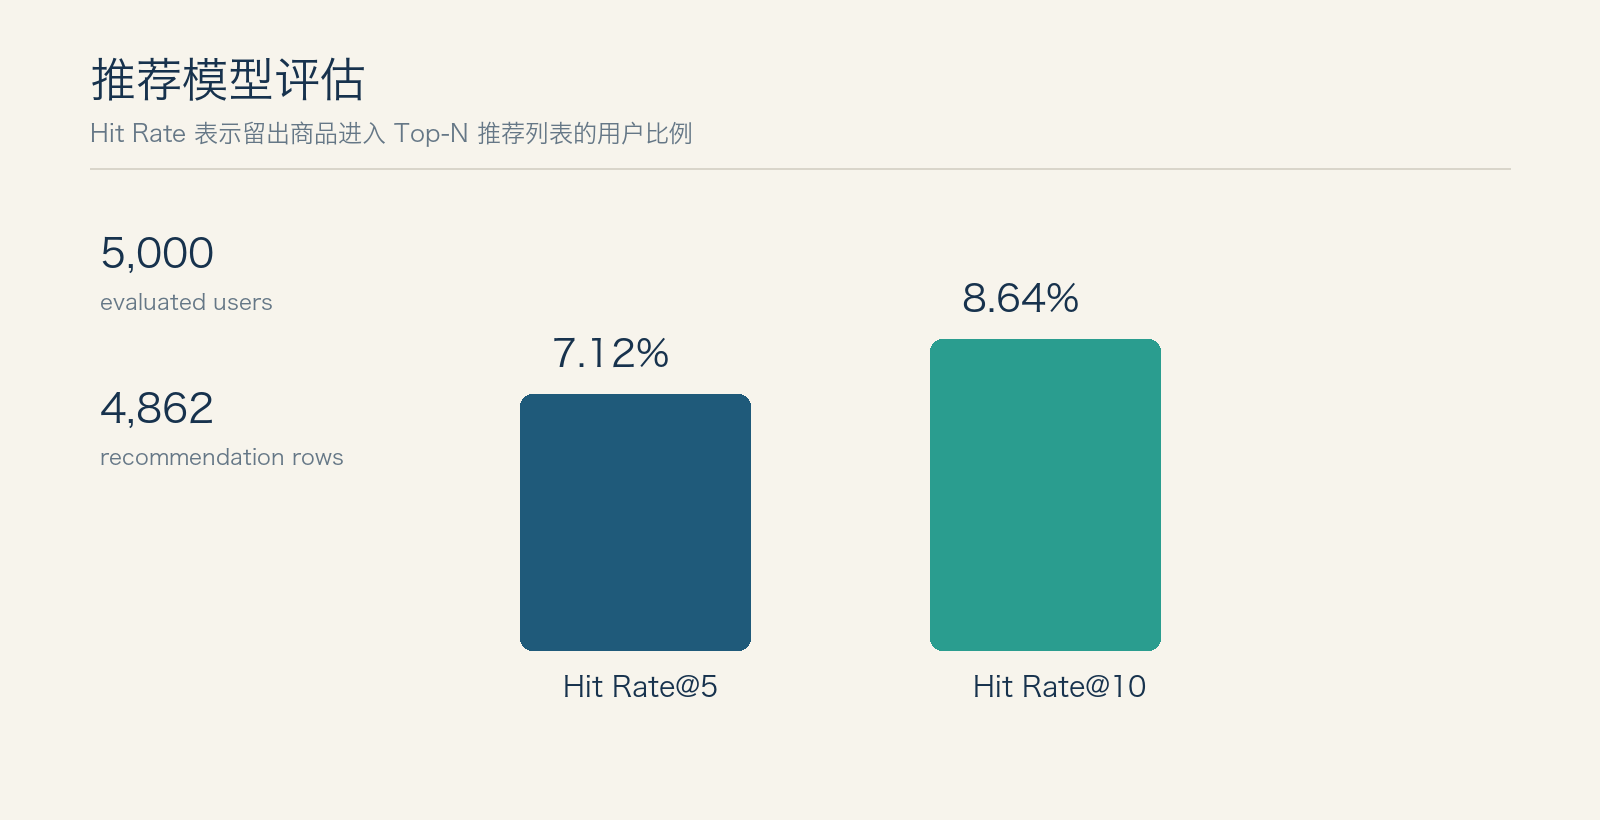 推荐模型评估
Hit Rate 表示留出商品进入 Top-N 推荐列表的用户比例
5,000
evaluated users
4,862
recommendation rows
7.12%
Hit Rate@5
8.64%
Hit Rate@10